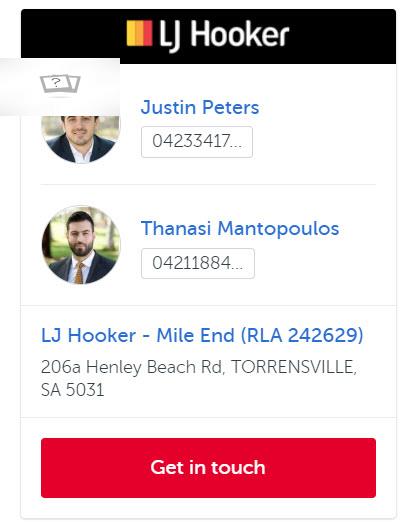 LJ Hooker
?
Justin Peters
04233417...
Thanasi Mantopoulos
04211884...
LJ Hooker - Mile End (RLA 242629)
206a Henley Beach Rd, TORRENSVILLE,
SA 5031
Get in touch